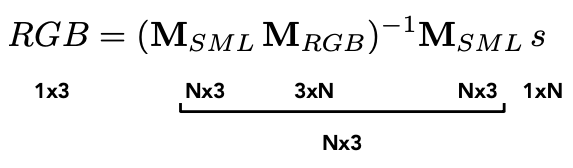 RGB = (M_SML M_RGB)^-1 M_SML s
1x3 Nx3 3xN Nx3 1xN
Nx3